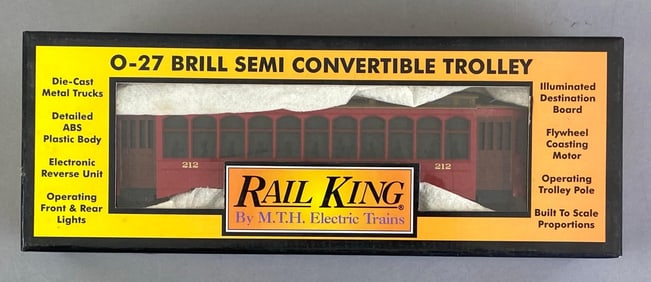 O-27 BRILL SEMI CONVERTIBLE TROLLEY
Die-Cast
Metal Trucks
Detailed
ABS
Plastic Body
Electronic
Reverse Unit
Operating
Front & Rear
Lights
212
212
RAIL KING®
By M.T.H. Electric Trains
Illuminated
Destination
Board
Flywheel
Coasting
Motor
Operating
Trolley Pole
Built To Scale
Proportions